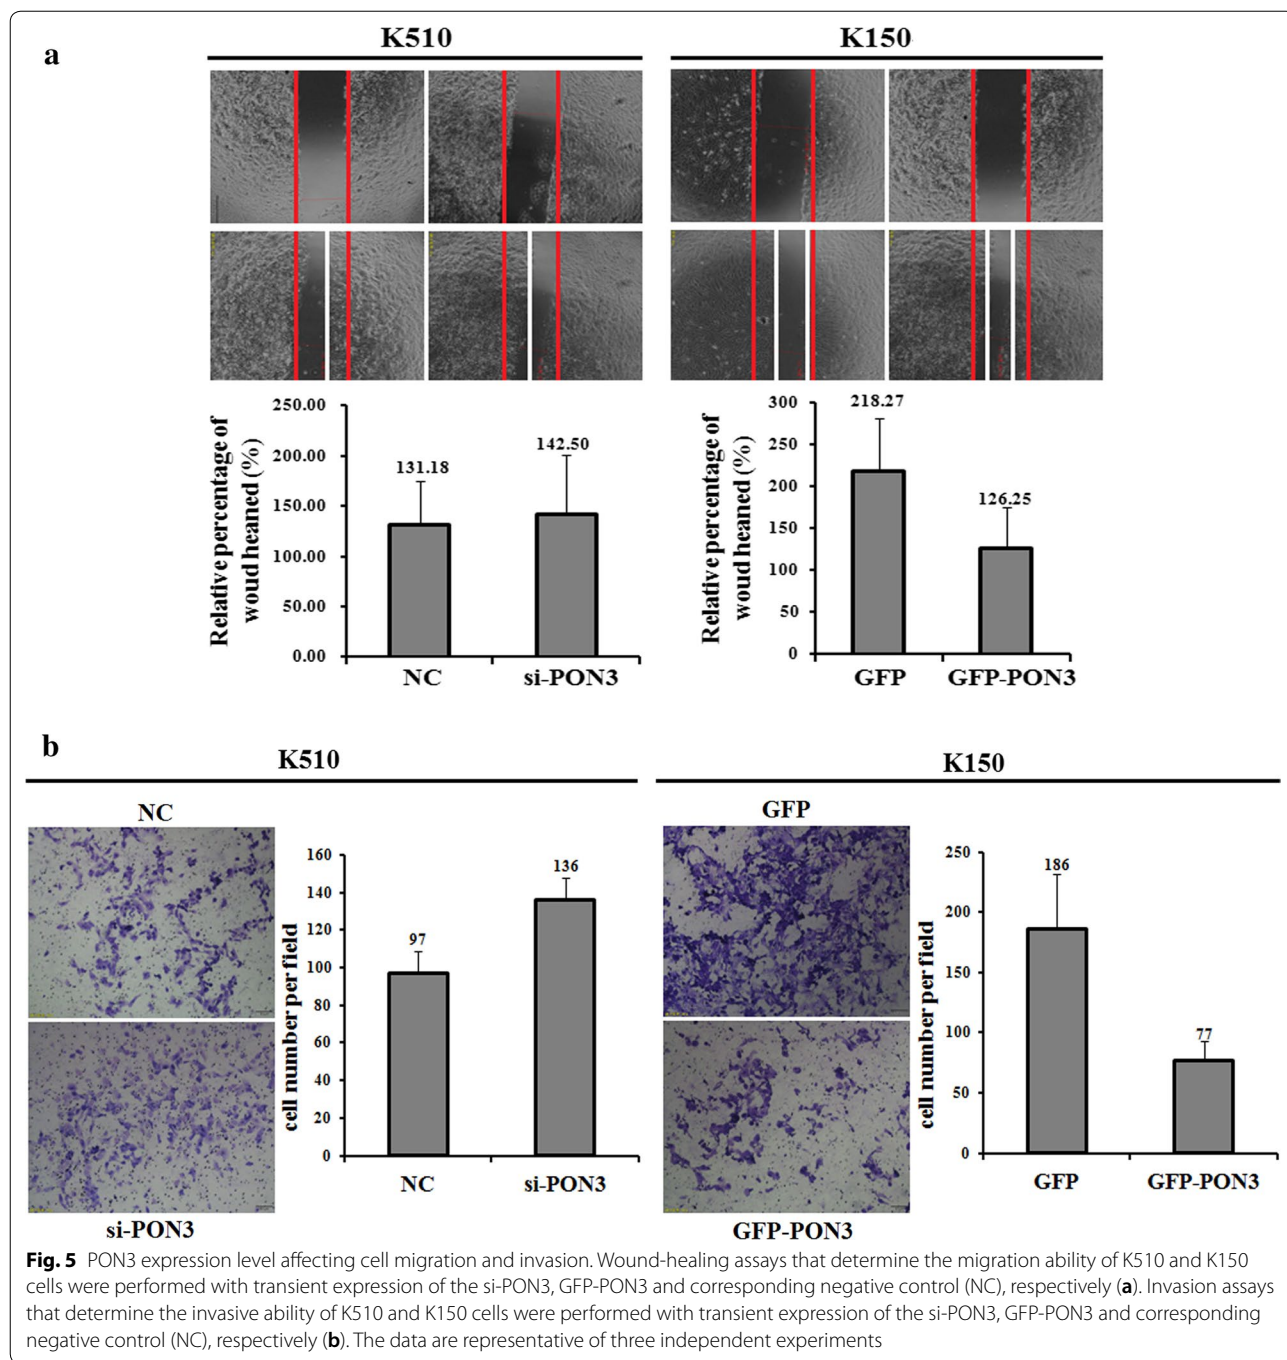 a
K510
K150
Relative percentage of
woud heaned (%)
250.00
200.00
150.00
100.00
50.00
0.00
131.18
142.50
NC
si-PON3
Relative percentage of
woud heaned (%)
300
250
200
150
100
50
0
218.27
126.25
GFP
GFP-PON3
b
K510
K150
NC
si-PON3
cell number per field
160
140
120
100
80
60
40
20
0
97
136
NC
si-PON3
GFP
GFP-PON3
cell number per field
250
200
150
100
50
0
186
77
GFP
GFP-PON3
Fig. 5 PON3 expression level affecting cell migration and invasion. Wound-healing assays that determine the migration ability of K510 and K150
cells were performed with transient expression of the si-PON3, GFP-PON3 and corresponding negative control (NC), respectively (a). Invasion assays
that determine the invasive ability of K510 and K150 cells were performed with transient expression of the si-PON3, GFP-PON3 and corresponding
negative control (NC), respectively (b). The data are representative of three independent experiments